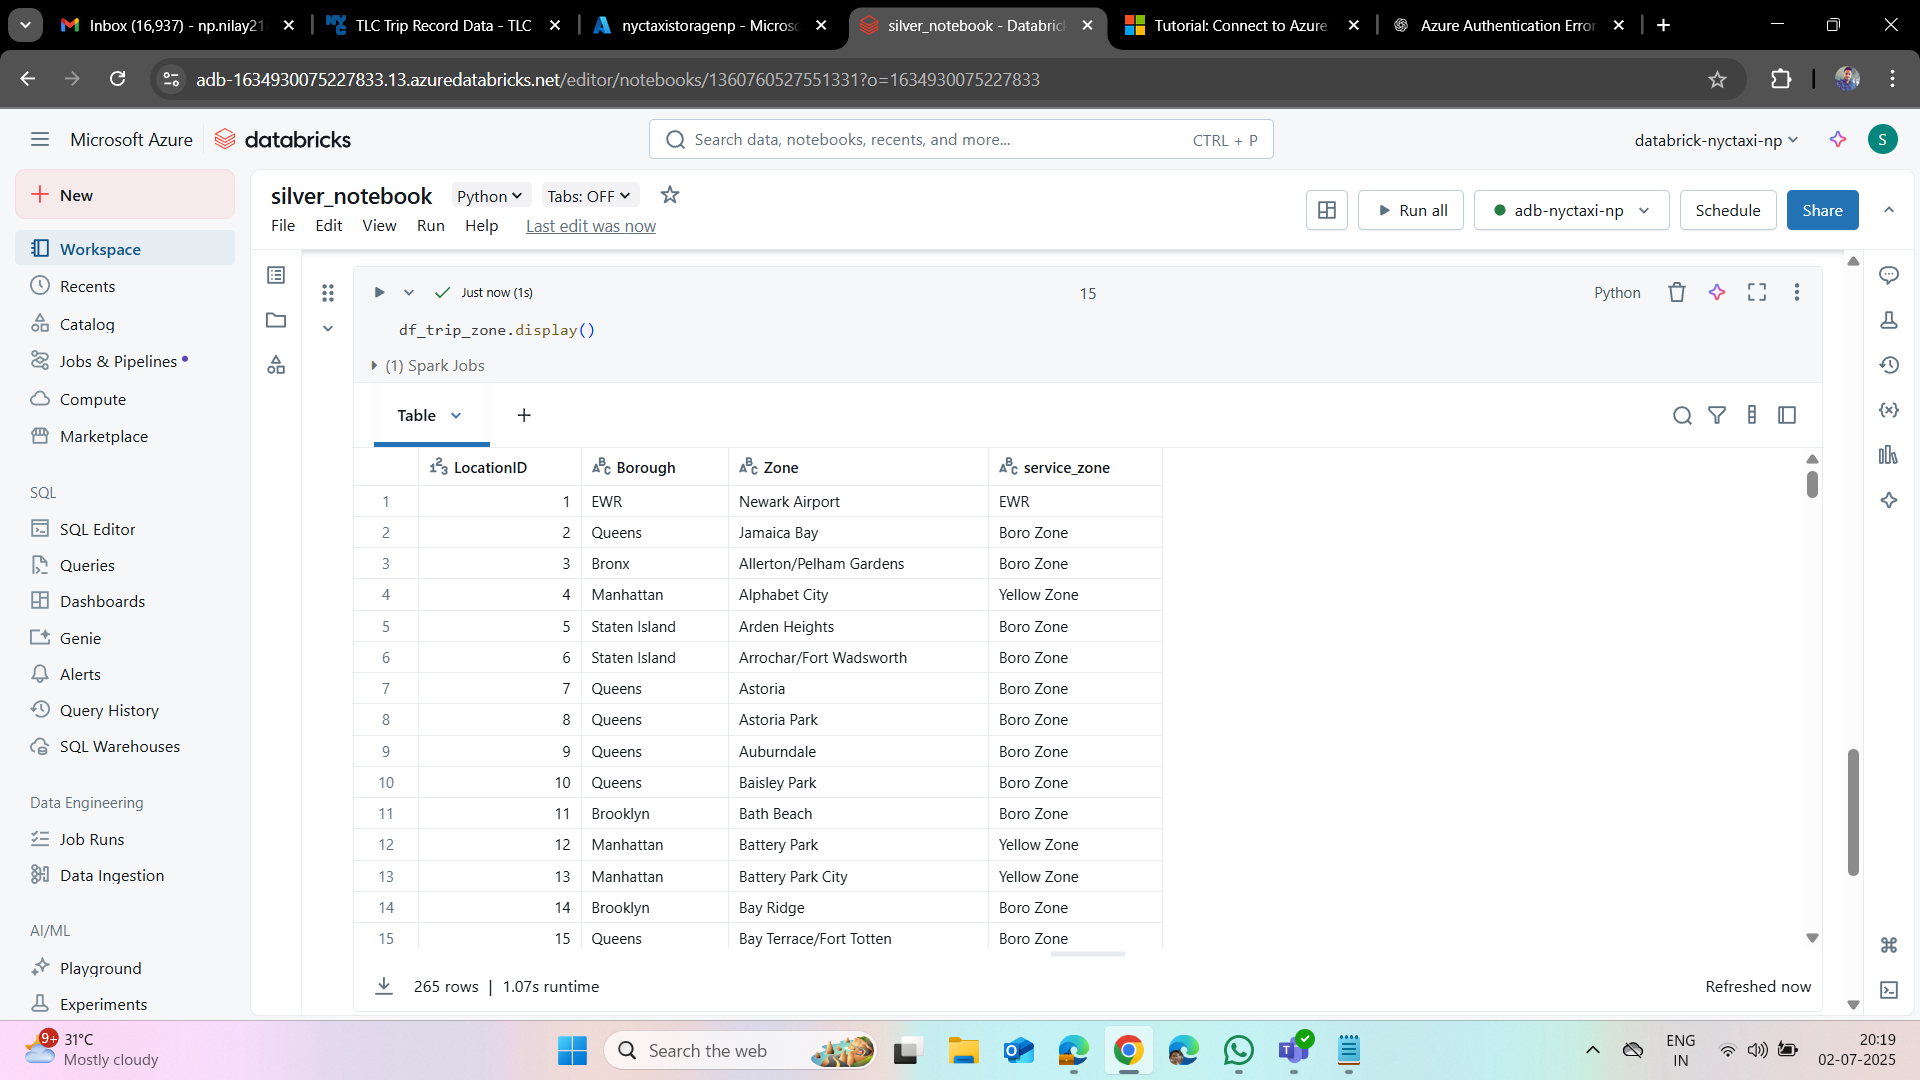 Inbox (16,937) - np.nilay21
TLC Trip Record Data - TLC
nyctaxistoragenp - Microso
silver_notebook - Databric
Tutorial: Connect to Azure
Azure Authentication Error
adb-1634930075227833.13.azuredatabricks.net/editor/notebooks/1360760527551331?o=1634930075227833
Microsoft Azure
databricks
Search data, notebooks, recents, and more...
CTRL + P
databrick-nyctaxi-np
S
New
silver_notebook
Python
Tabs: OFF
File Edit View Run Help Last edit was now
Run all
adb-nyctaxi-np
Schedule
Share
Workspace
Recents
Catalog
Jobs & Pipelines
Compute
Marketplace
SQL
SQL Editor
Queries
Dashboards
Genie
Alerts
Query History
SQL Warehouses
Data Engineering
Job Runs
Data Ingestion
AI/ML
Playground
Experiments
Just now (1s)
15
Python
df_trip_zone.display()
(1) Spark Jobs
Table
LocationID Borough Zone service_zone
1 1 EWR Newark Airport EWR
2 2 Queens Jamaica Bay Boro Zone
3 3 Bronx Allerton/Pelham Gardens Boro Zone
4 4 Manhattan Alphabet City Yellow Zone
5 5 Staten Island Arden Heights Boro Zone
6 6 Staten Island Arrochar/Fort Wadsworth Boro Zone
7 7 Queens Astoria Boro Zone
8 8 Queens Astoria Park Boro Zone
9 9 Queens Auburndale Boro Zone
10 10 Queens Baisley Park Boro Zone
11 11 Brooklyn Bath Beach Boro Zone
12 12 Manhattan Battery Park Yellow Zone
13 13 Manhattan Battery Park City Yellow Zone
14 14 Brooklyn Bay Ridge Boro Zone
15 15 Queens Bay Terrace/Fort Totten Boro Zone
265 rows | 1.07s runtime
Refreshed now
9+
31°C
Mostly cloudy
Search the web
ENG
IN
20:19
02-07-2025